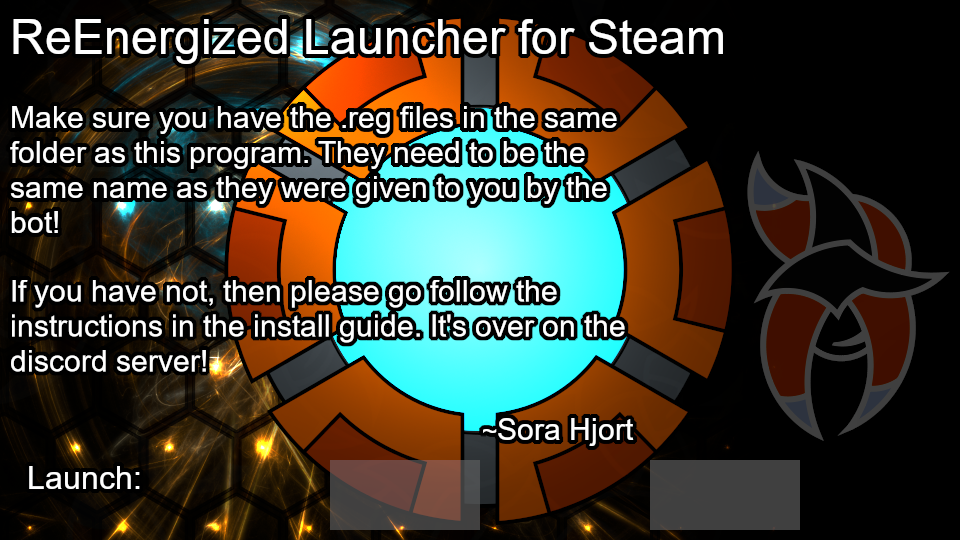 ReEnergized Launcher for Steam
Make sure you have the .reg files in the same
folder as this program. They need to be the
same name as they were given to you by the
bot!
If you have not, then please go follow the
instructions in the install guide. It's over on the
discord server!
~Sora Hjort
Launch: